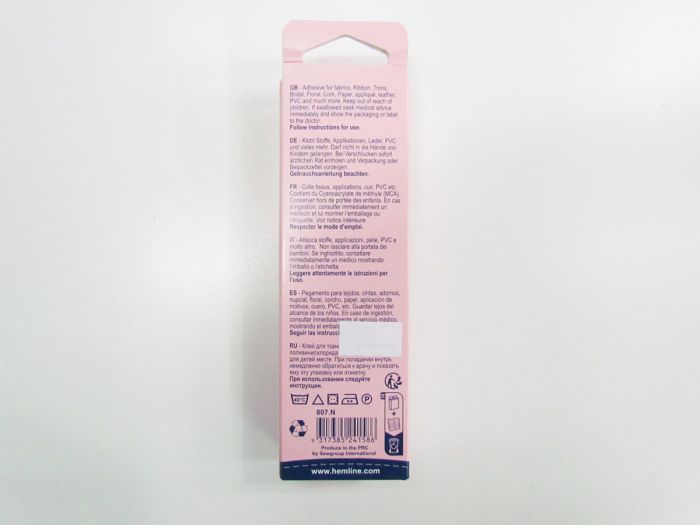 GB - Adhesive for fabrics, Ribbon, Trims,
Bridal, Floral, Cork, Paper, appliqué, leather,
PVC and much more. Keep out of reach of
children. If swallowed seek medical advice
immediately and show the packaging or label
to the doctor.
Follow instructions for use.
DE - Klebt Stoffe, Applikationen, Leder, PVC
und vieles mehr. Darf nicht in die Hände von
Kindern gelangen. Bei Verschlucken sofort
ärztlichen Rat einholen und Verpackung oder
Beipackzettel vorzeigen.
Gebrauchsanleitung beachten.
FR - Colle tissus, applications, cuir, PVC etc.
Contient du Cyanoacrylate de méthyle (MCA)
Conserver hors de portée des enfants. En cas
d'ingestion, consulter immédiatement un
médecin et lui montrer l'emballage ou
l'etiquette. Voir notice intérieure.
Respecter le mode d'emploi.
IT - Attacca stoffe, applicazioni, pelle, PVC e
molto altro. Non lasciare alla portata dei
bambini. Se inghiottito, contattare
immediatamente un medico mostrando
l'imballo o l'etichetta.
Leggere attentamente le istruzioni per
l'uso.
ES - Pegamento para tejidos, cintas, adornos,
nupcial, floral, corcho, papel, aplicación de
motivos, cuero, PVC, etc. Guardar lejos del
alcance de los niños. En caso de ingestión,
consultar inmediatamente al servicio médico,
mostrando el
Seguir las
RU - Клей для
для детей месте. При попадании внутрь
немедленно обратиться к врачу и показать
ему эту упаковку или этикетку.
При использовании следуйте
инструкции.
40°C P
807.N
9 317385 241586
Produce in the PRC
by Sewgroup International
www.hemline.com